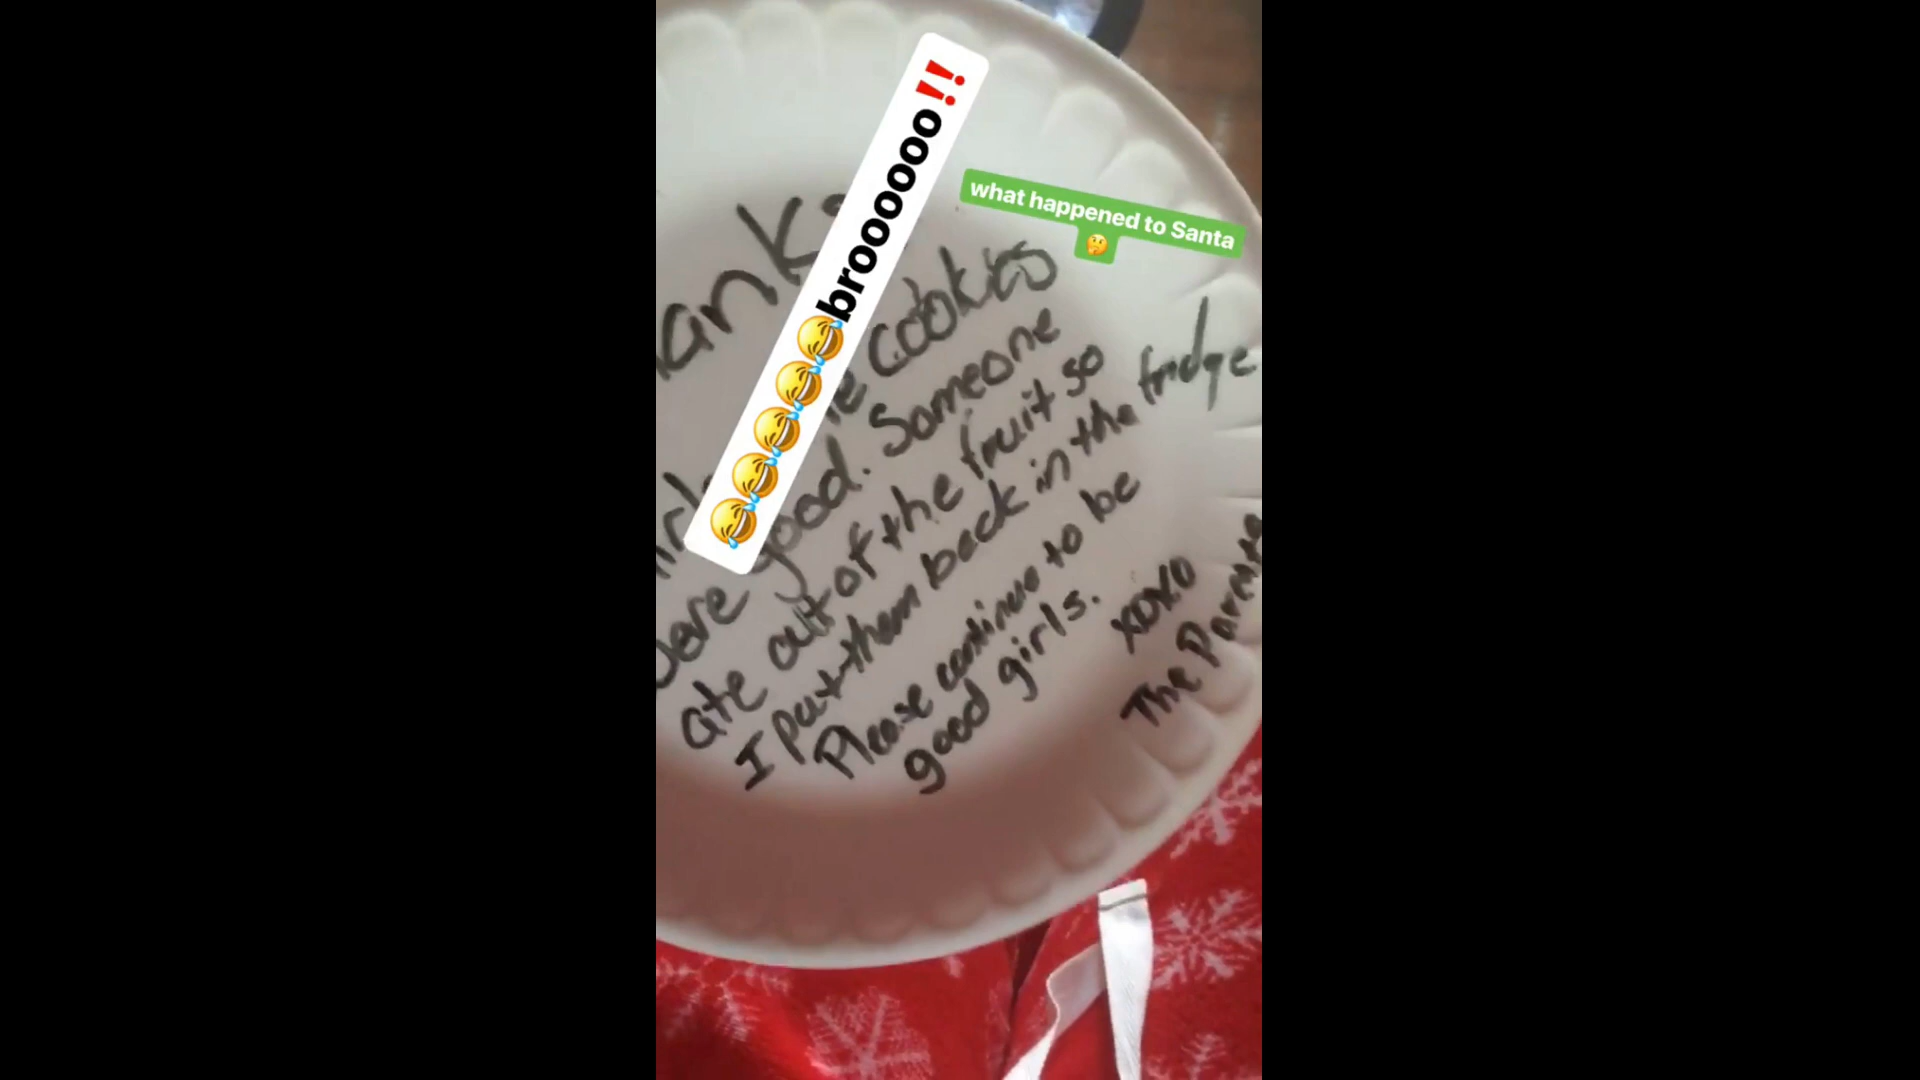 brooooooo‼️
😂😂😂😂😂
what happened to Santa
🤔
cookies
good. Someone
ate out of the fruit so
I put them back in the fridge
Please continue to be
good girls.
xoxo
The Parents